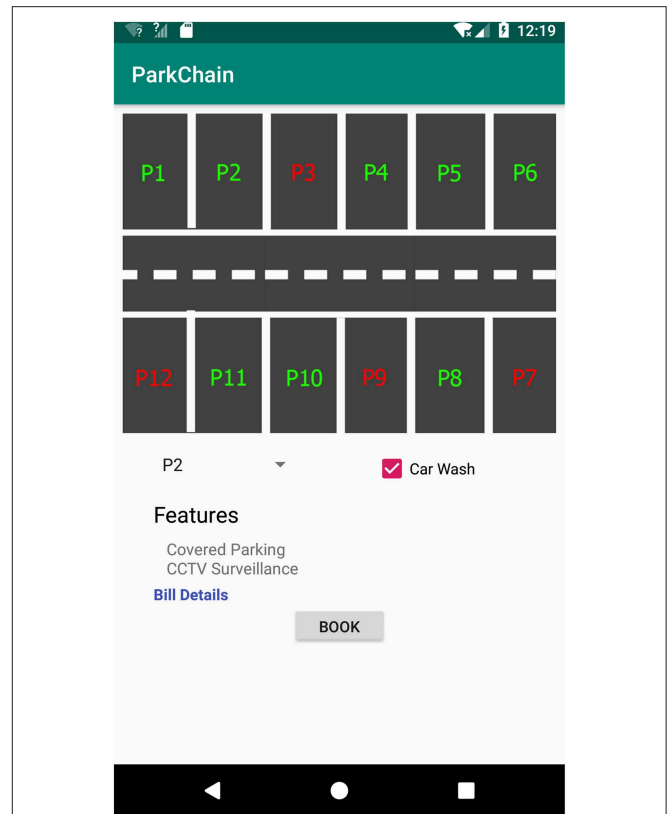 12:19
ParkChain
P1 P2 P3 P4 P5 P6
P12 P11 P10 P9 P8 P7
P2 Car Wash
Features
Covered Parking
CCTV Surveillance
Bill Details
BOOK